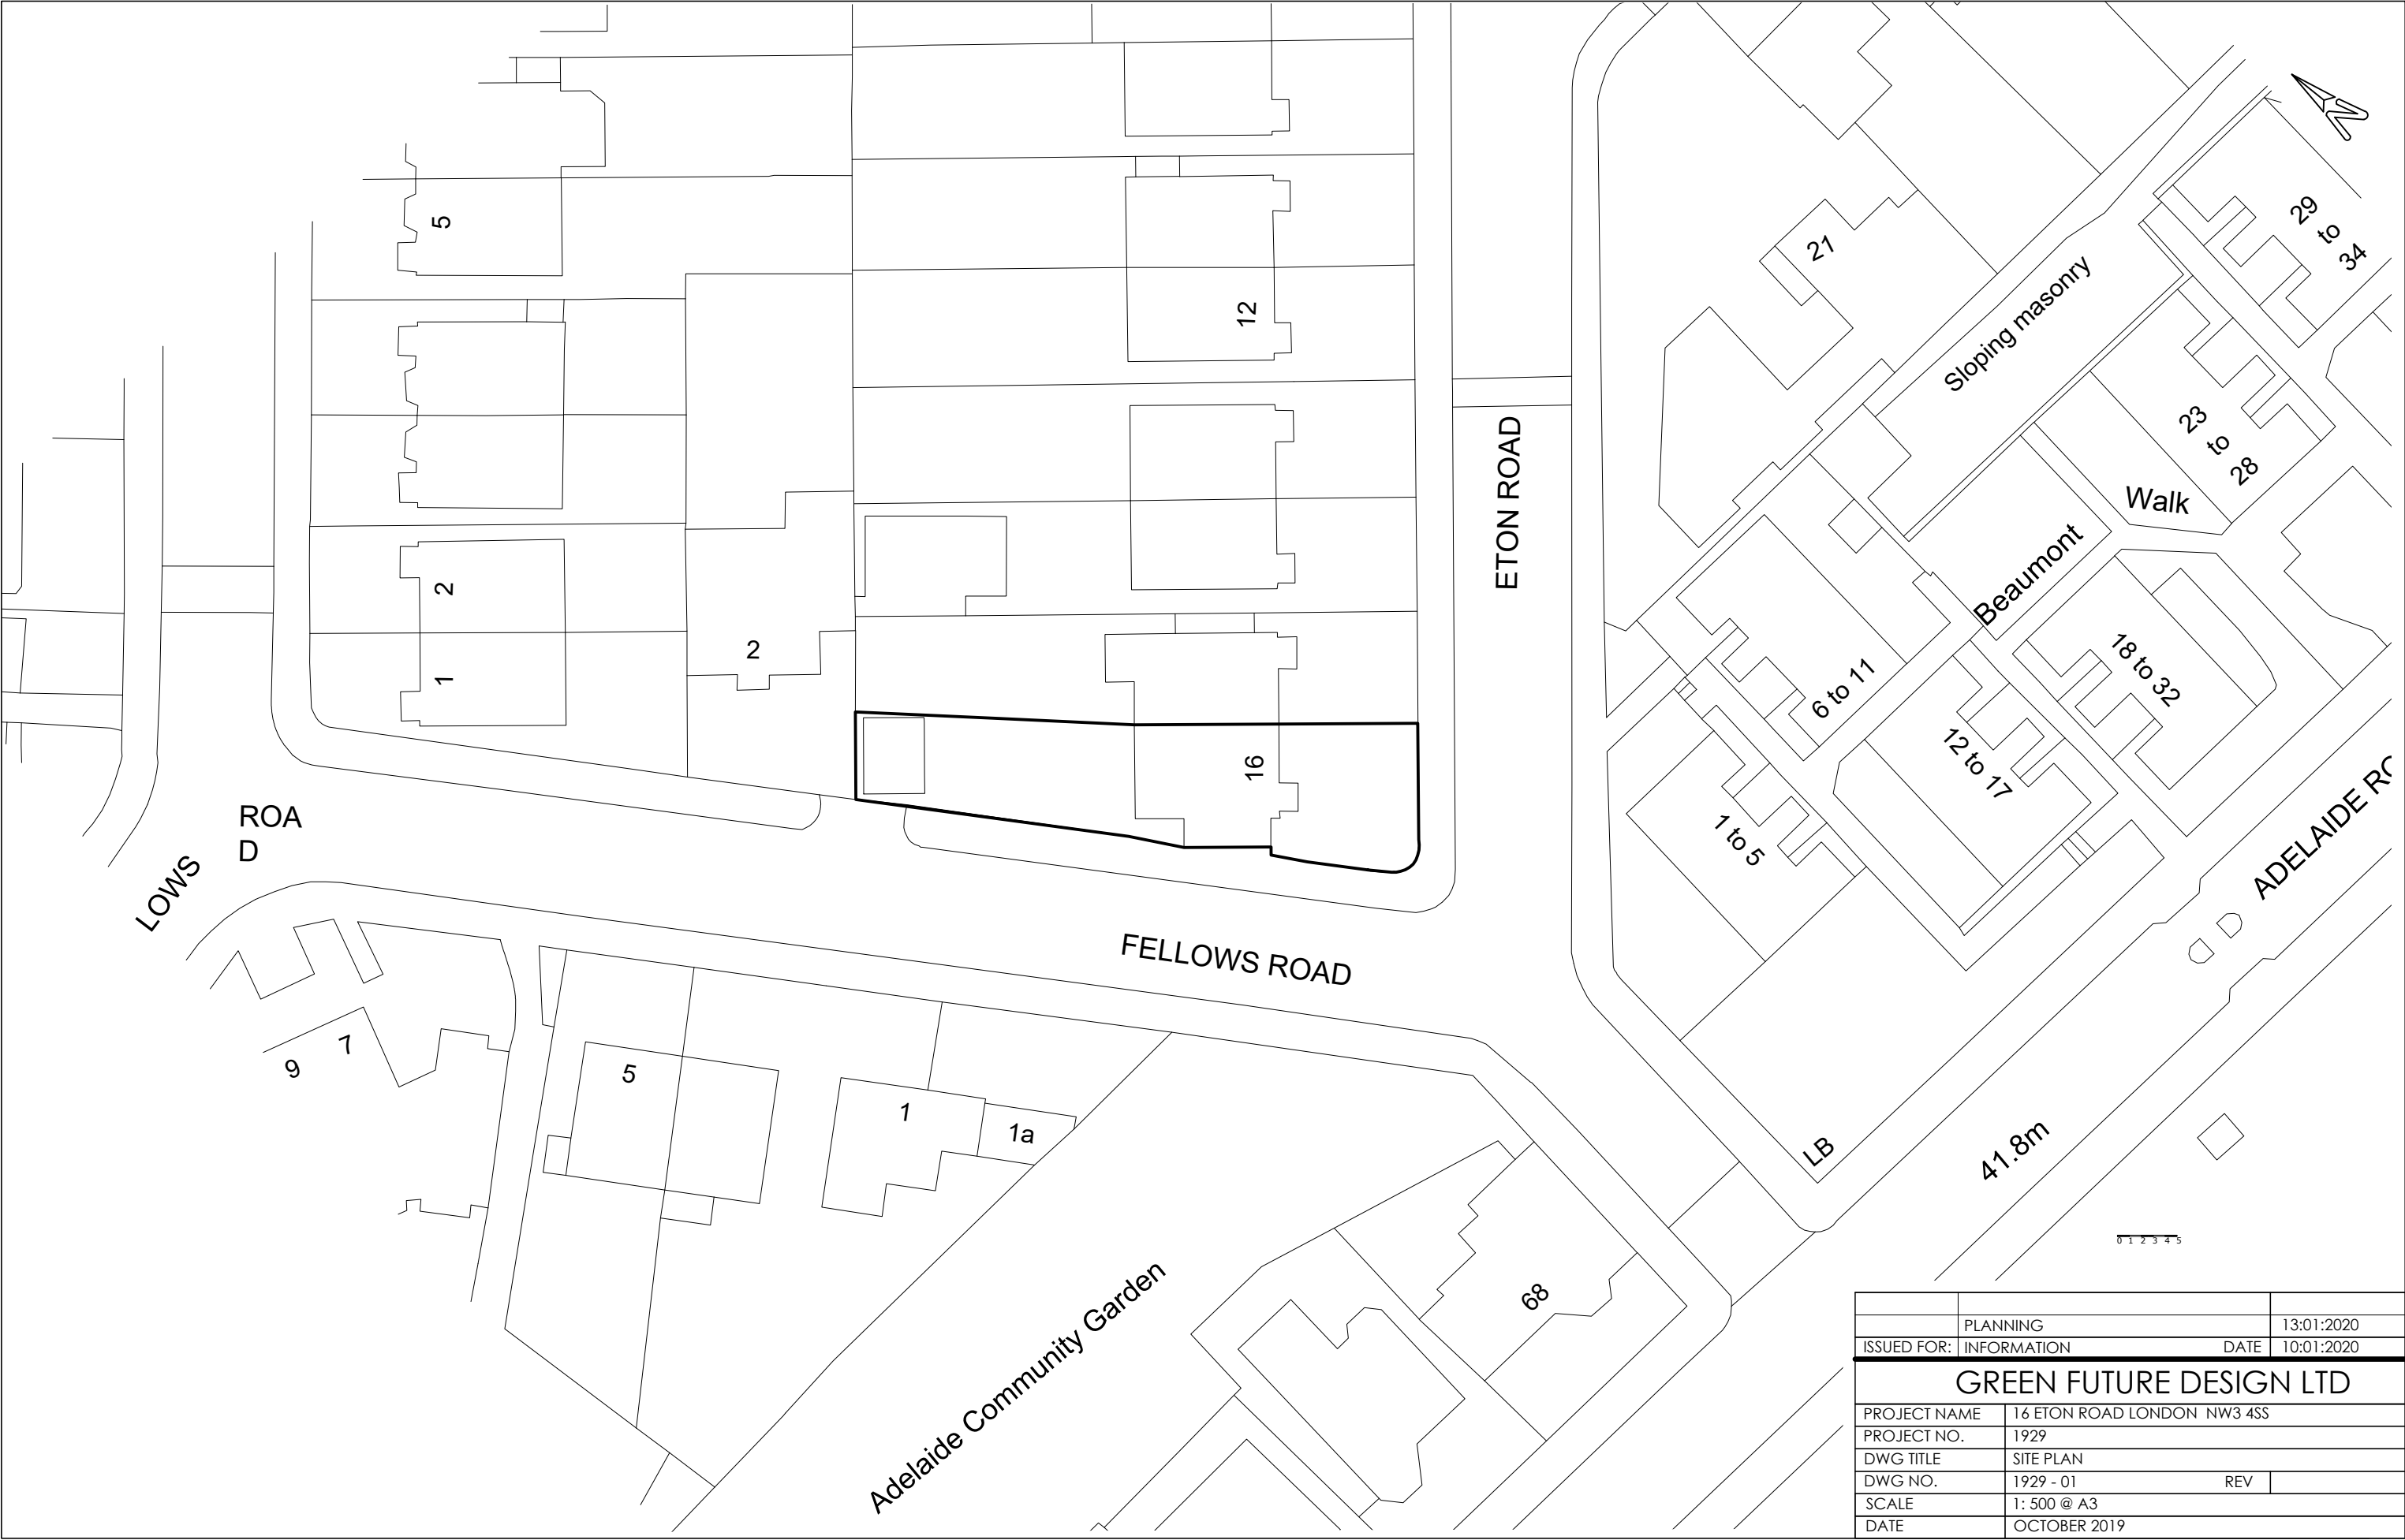 5
12
21
29
to
34
Sloping masonry
23
to
28
Walk
Beaumont
ETON ROAD
2
1
2
16
6 to 11
18 to 32
12 to 17
1 to 5
ROA
D
LOWS
FELLOWS ROAD
ADELAIDE RO
9
7
5
1
1a
LB
41.8m
68
Adelaide Community Garden
N
0 1 2 3 4 5
PLANNING 13:01:2020
ISSUED FOR: INFORMATION DATE 10:01:2020
GREEN FUTURE DESIGN LTD
PROJECT NAME 16 ETON ROAD LONDON NW3 4SS
PROJECT NO. 1929
DWG TITLE SITE PLAN
DWG NO. 1929 - 01 REV
SCALE 1: 500 @ A3
DATE OCTOBER 2019